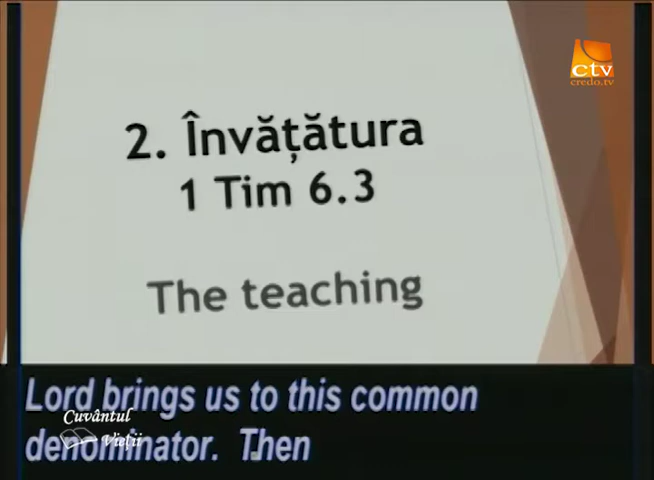 ctv
credo.tv
2. Învățătura
1 Tim 6.3
The teaching
Lord brings us to this common
denominator. Then
Cuvântul
Vieții